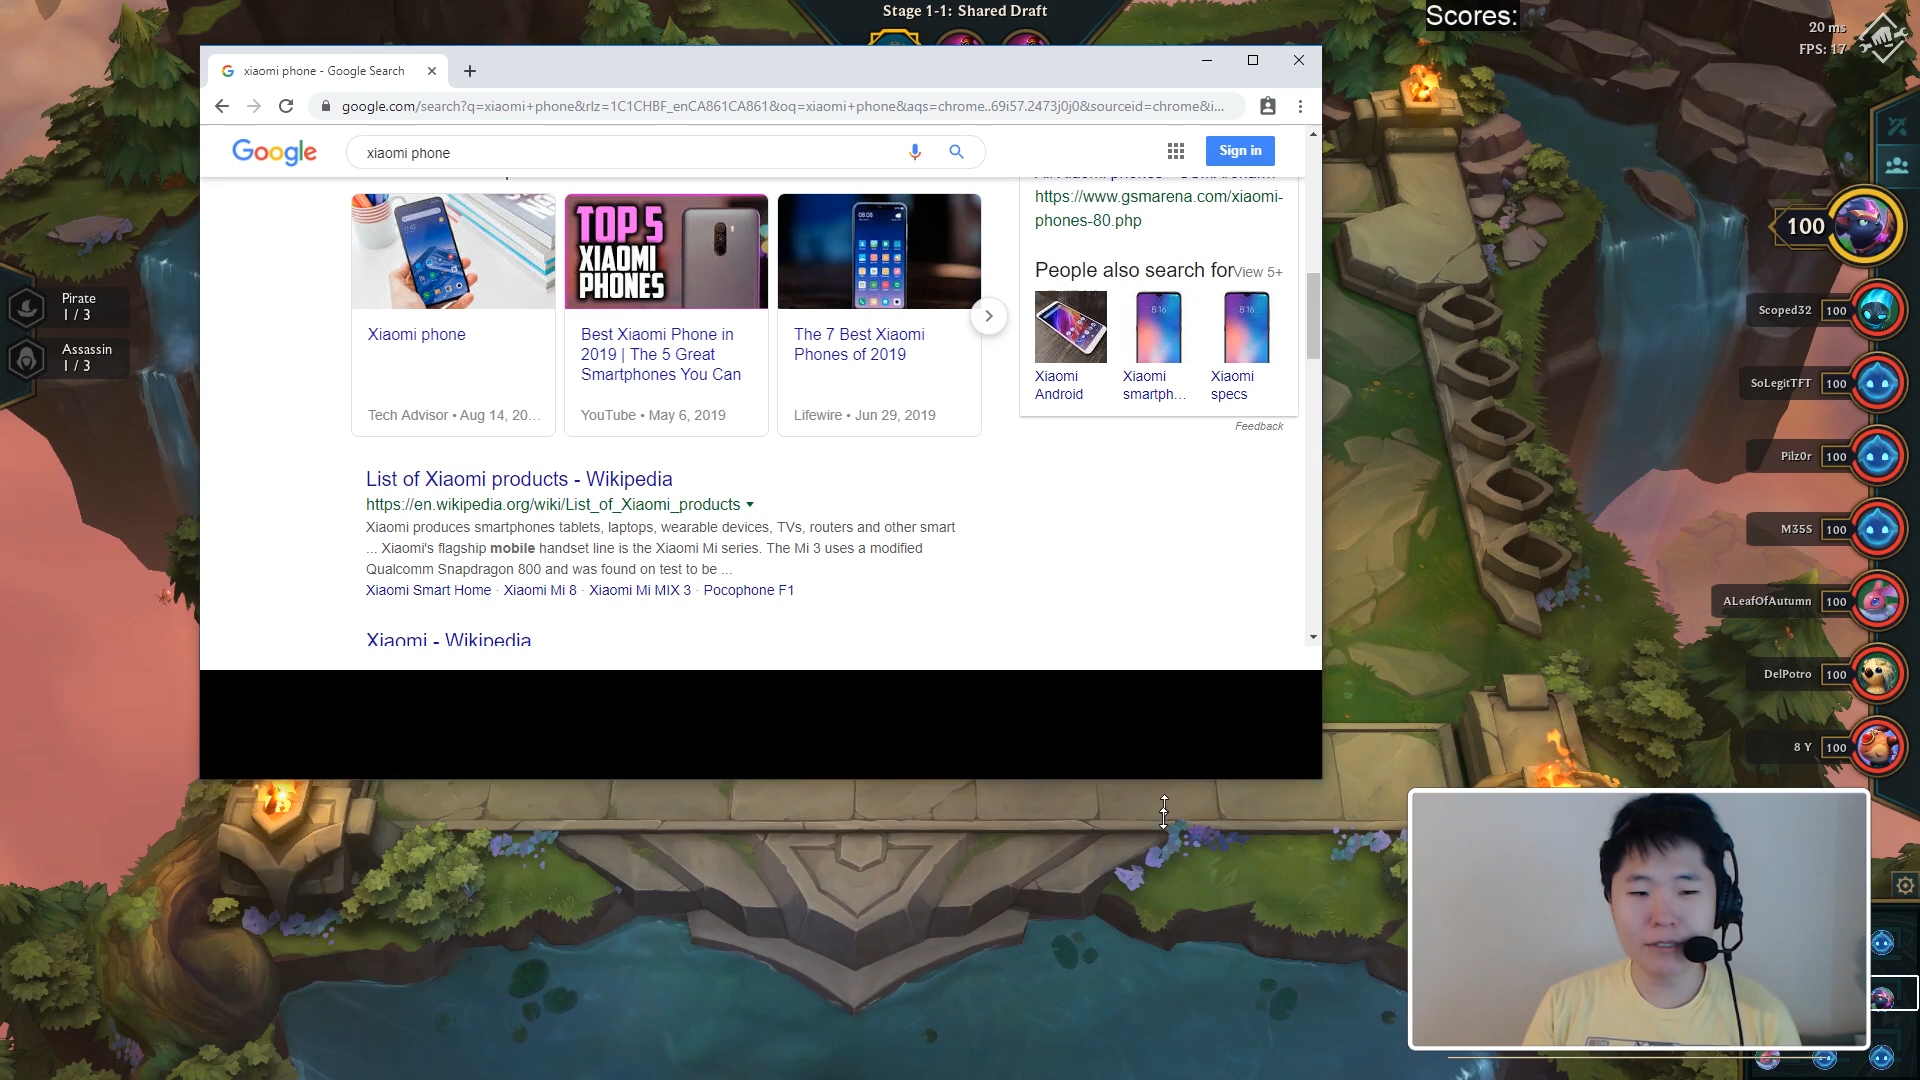 Stage 1-1: Shared Draft
Scores:
20 ms
FPS: 17
xiaomi phone - Google Search
google.com/search?q=xiaomi+phone&rlz=1C1CHBF_enCA861CA861&oq=xiaomi+phone&aqs=chrome..69i57.2473j0j0&sourceid=chrome&i...
Google
xiaomi phone
Sign in
https://www.gsmarena.com/xiaomi-
phones-80.php
TOP 5
XIAOMI
PHONES
08:08
People also search for View 5+
8:16
8:16
Xiaomi phone
Best Xiaomi Phone in
2019 | The 5 Great
Smartphones You Can
The 7 Best Xiaomi
Phones of 2019
Xiaomi
Android
Xiaomi
smartph...
Xiaomi
specs
Tech Advisor • Aug 14, 20...
YouTube • May 6, 2019
Lifewire • Jun 29, 2019
Feedback
List of Xiaomi products - Wikipedia
https://en.wikipedia.org/wiki/List_of_Xiaomi_products
Xiaomi produces smartphones tablets, laptops, wearable devices, TVs, routers and other smart
... Xiaomi's flagship mobile handset line is the Xiaomi Mi series. The Mi 3 uses a modified
Qualcomm Snapdragon 800 and was found on test to be ...
Xiaomi Smart Home · Xiaomi Mi 8 · Xiaomi Mi MIX 3 · Pocophone F1
Xiaomi - Wikipedia
Pirate
1 / 3
Assassin
1 / 3
100
Scoped32 100
SoLegitTFT 100
Pilz0r 100
M35S 100
ALeafOfAutumn 100
DelPotro 100
8 Y 100